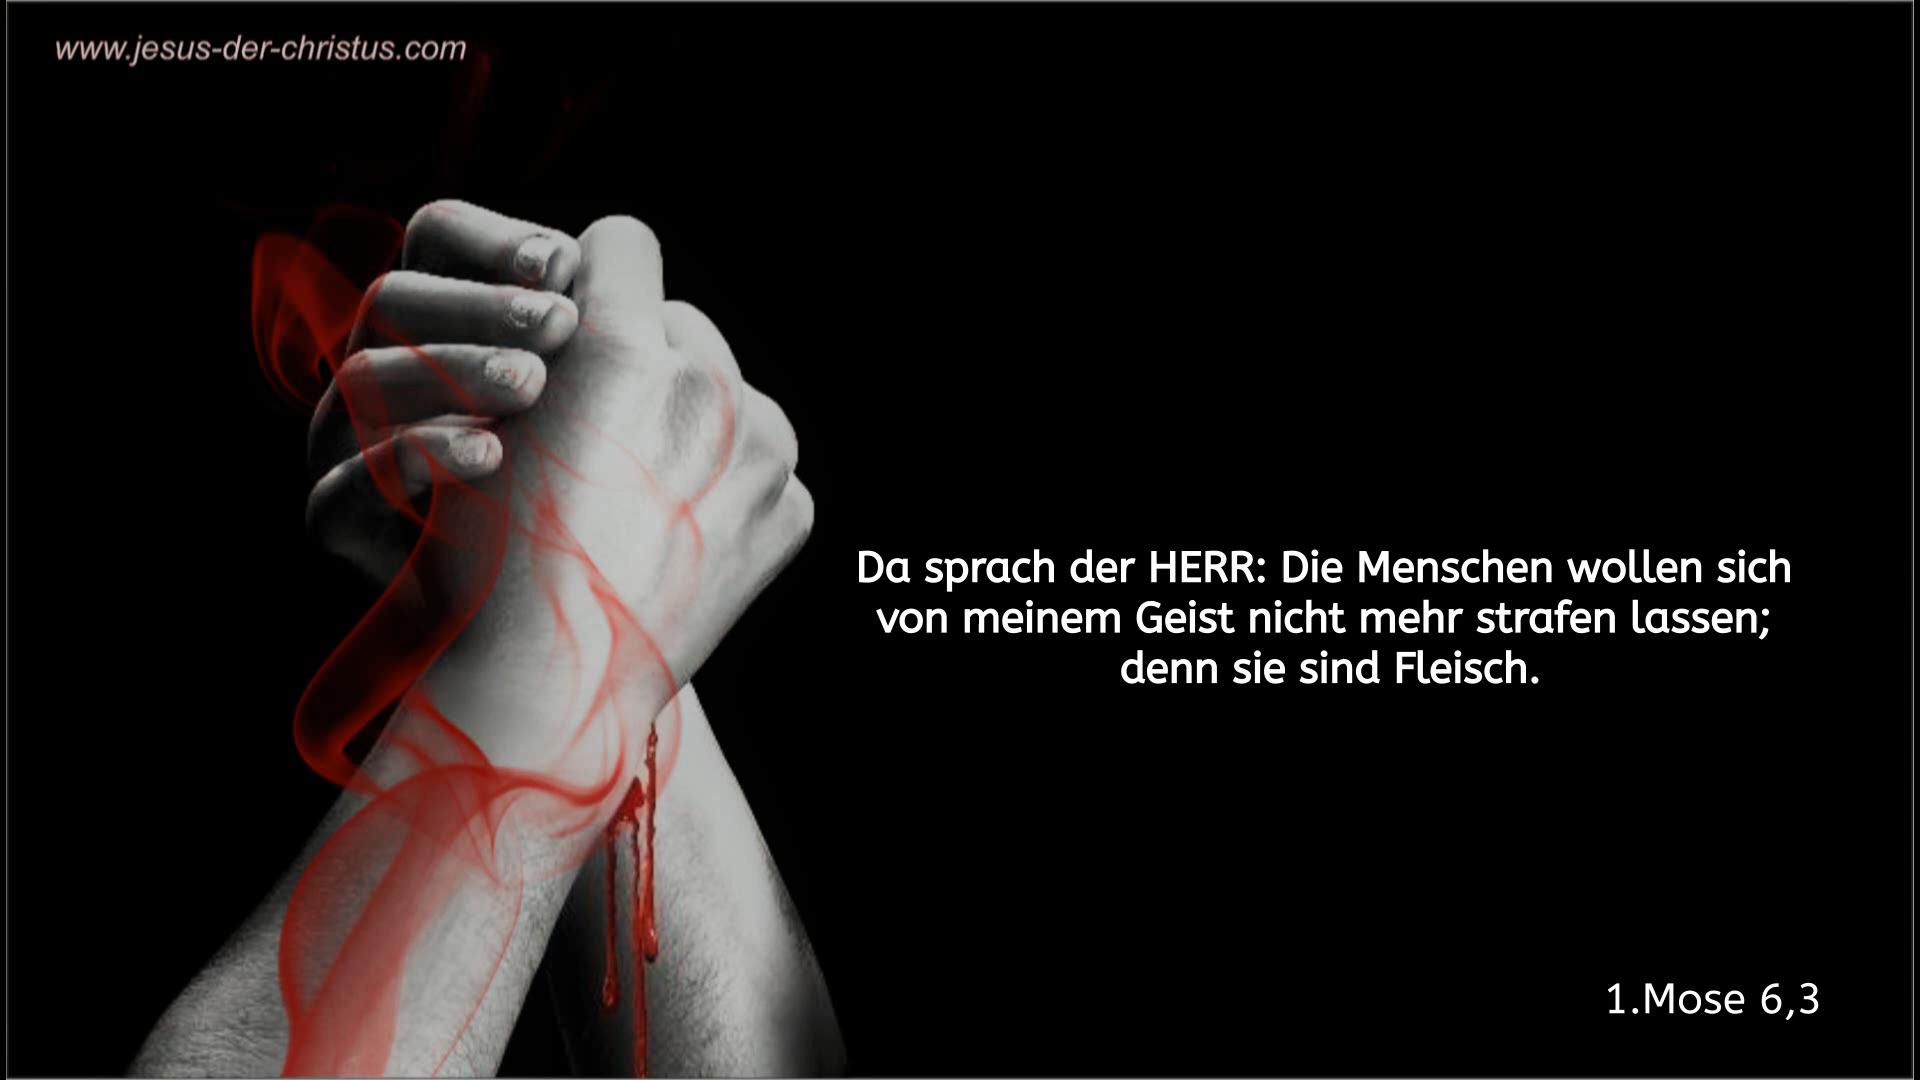 www.jesus-der-christus.com
Da sprach der HERR: Die Menschen wollen sich
von meinem Geist nicht mehr strafen lassen;
denn sie sind Fleisch.
1.Mose 6,3